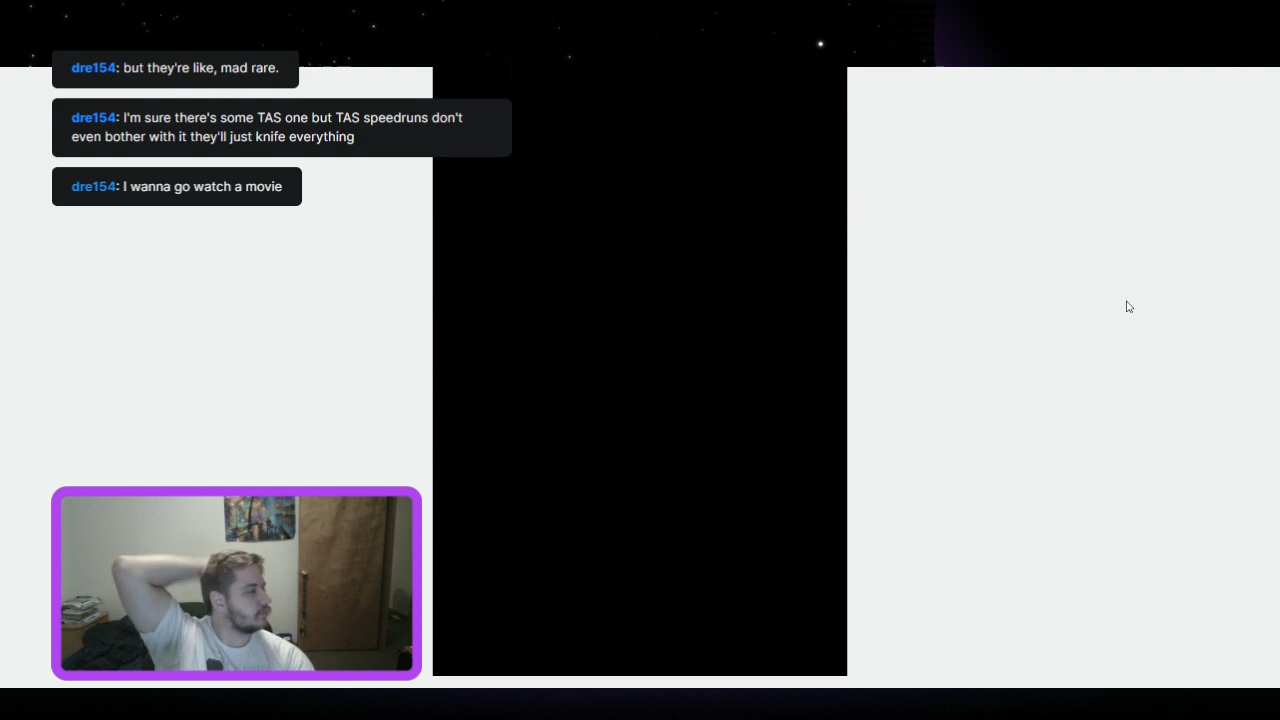 dre154: but they're like, mad rare.
dre154: I'm sure there's some TAS one but TAS speedruns don't
even bother with it they'll just knife everything
dre154: I wanna go watch a movie